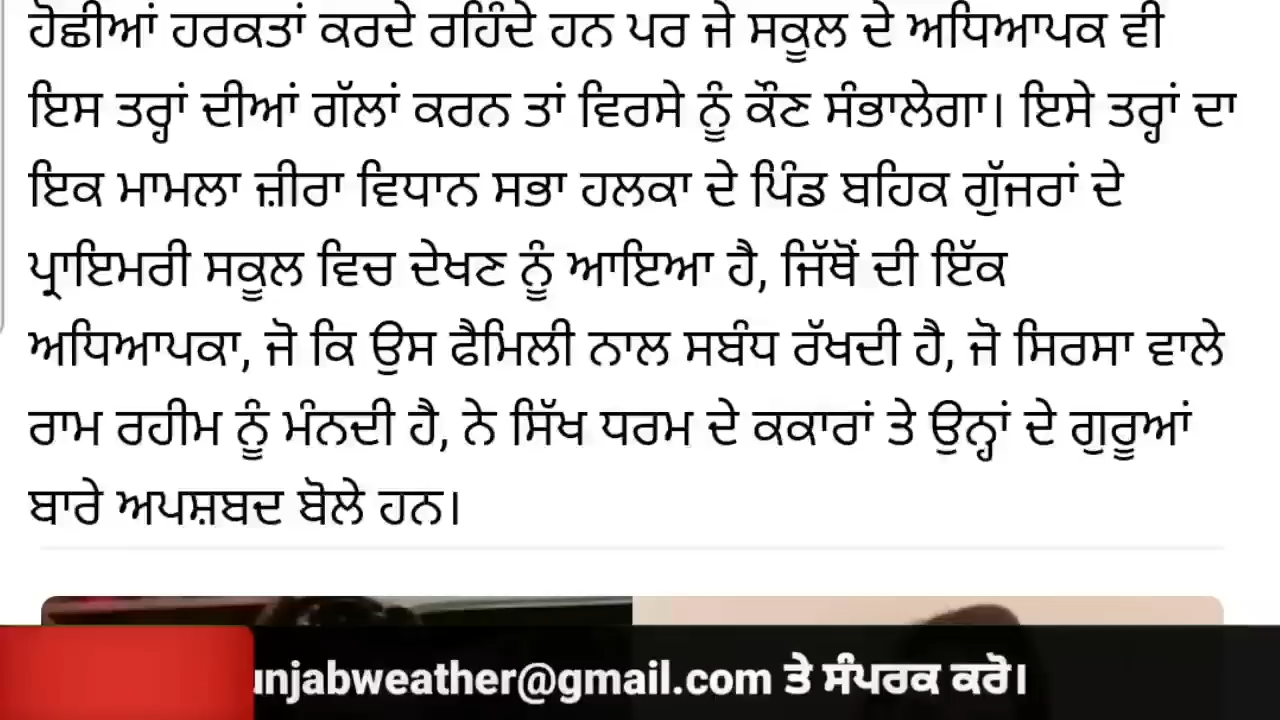 ਹੋਛੀਆਂ ਹਰਕਤਾਂ ਕਰਦੇ ਰਹਿੰਦੇ ਹਨ ਪਰ ਜੇ ਸਕੂਲ ਦੇ ਅਧਿਆਪਕ ਵੀ
ਇਸ ਤਰ੍ਹਾਂ ਦੀਆਂ ਗੱਲਾਂ ਕਰਨ ਤਾਂ ਵਿਰਸੇ ਨੂੰ ਕੌਣ ਸੰਭਾਲੇਗਾ। ਇਸੇ ਤਰ੍ਹਾਂ ਦਾ
ਇਕ ਮਾਮਲਾ ਜ਼ੀਰਾ ਵਿਧਾਨ ਸਭਾ ਹਲਕਾ ਦੇ ਪਿੰਡ ਬਹਿਕ ਗੁੱਜਰਾਂ ਦੇ
ਪ੍ਰਾਇਮਰੀ ਸਕੂਲ ਵਿਚ ਦੇਖਣ ਨੂੰ ਆਇਆ ਹੈ, ਜਿੱਥੋਂ ਦੀ ਇੱਕ
ਅਧਿਆਪਕਾ, ਜੋ ਕਿ ਉਸ ਫੈਮਿਲੀ ਨਾਲ ਸਬੰਧ ਰੱਖਦੀ ਹੈ, ਜੋ ਸਿਰਸਾ ਵਾਲੇ
ਰਾਮ ਰਹੀਮ ਨੂੰ ਮੰਨਦੀ ਹੈ, ਨੇ ਸਿੱਖ ਧਰਮ ਦੇ ਕਕਾਰਾਂ ਤੇ ਉਨ੍ਹਾਂ ਦੇ ਗੁਰੂਆਂ
ਬਾਰੇ ਅਪਸ਼ਬਦ ਬੋਲੇ ਹਨ।
unjabweather@gmail.com ਤੇ ਸੰਪਰਕ ਕਰੋ।